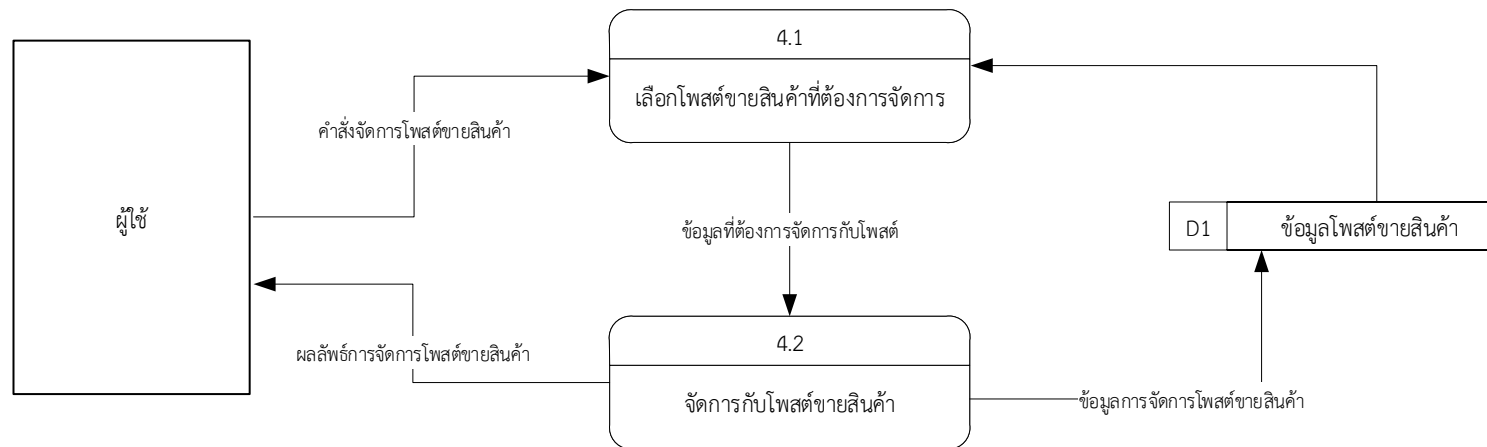 4.1
เลือกโพสต์ขายสินค้าที่ต้องการจัดการ
คำสั่งจัดการโพสต์ขายสินค้า
ผู้ใช้
ข้อมูลที่ต้องการจัดการกับโพสต์
D1 ข้อมูลโพสต์ขายสินค้า
4.2
ผลลัพธ์การจัดการโพสต์ขายสินค้า
จัดการกับโพสต์ขายสินค้า
ข้อมูลการจัดการโพสต์ขายสินค้า